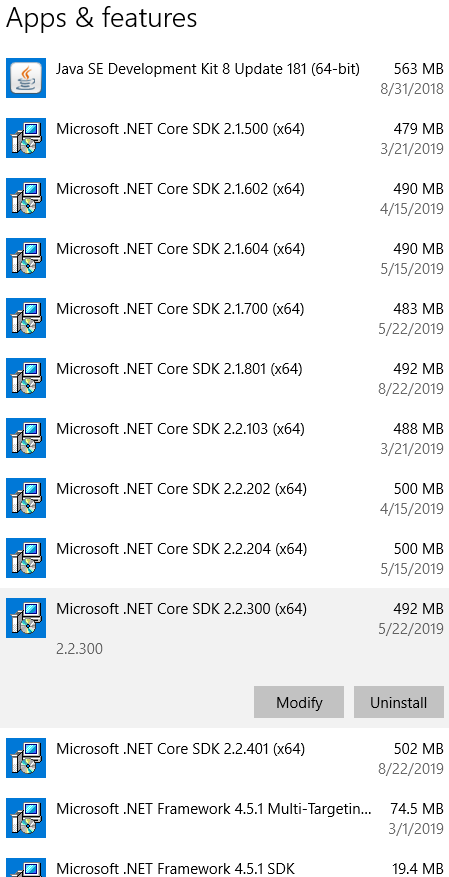 Apps & features
Java SE Development Kit 8 Update 181 (64-bit) 563 MB
8/31/2018
Microsoft .NET Core SDK 2.1.500 (x64) 479 MB
3/21/2019
Microsoft .NET Core SDK 2.1.602 (x64) 490 MB
4/15/2019
Microsoft .NET Core SDK 2.1.604 (x64) 490 MB
5/15/2019
Microsoft .NET Core SDK 2.1.700 (x64) 483 MB
5/22/2019
Microsoft .NET Core SDK 2.1.801 (x64) 492 MB
8/22/2019
Microsoft .NET Core SDK 2.2.103 (x64) 488 MB
3/21/2019
Microsoft .NET Core SDK 2.2.202 (x64) 500 MB
4/15/2019
Microsoft .NET Core SDK 2.2.204 (x64) 500 MB
5/15/2019
Microsoft .NET Core SDK 2.2.300 (x64) 492 MB
5/22/2019
2.2.300
Modify Uninstall
Microsoft .NET Core SDK 2.2.401 (x64) 502 MB
8/22/2019
Microsoft .NET Framework 4.5.1 Multi-Targetin... 74.5 MB
3/1/2019
Microsoft .NET Framework 4.5.1 SDK 19.4 MB